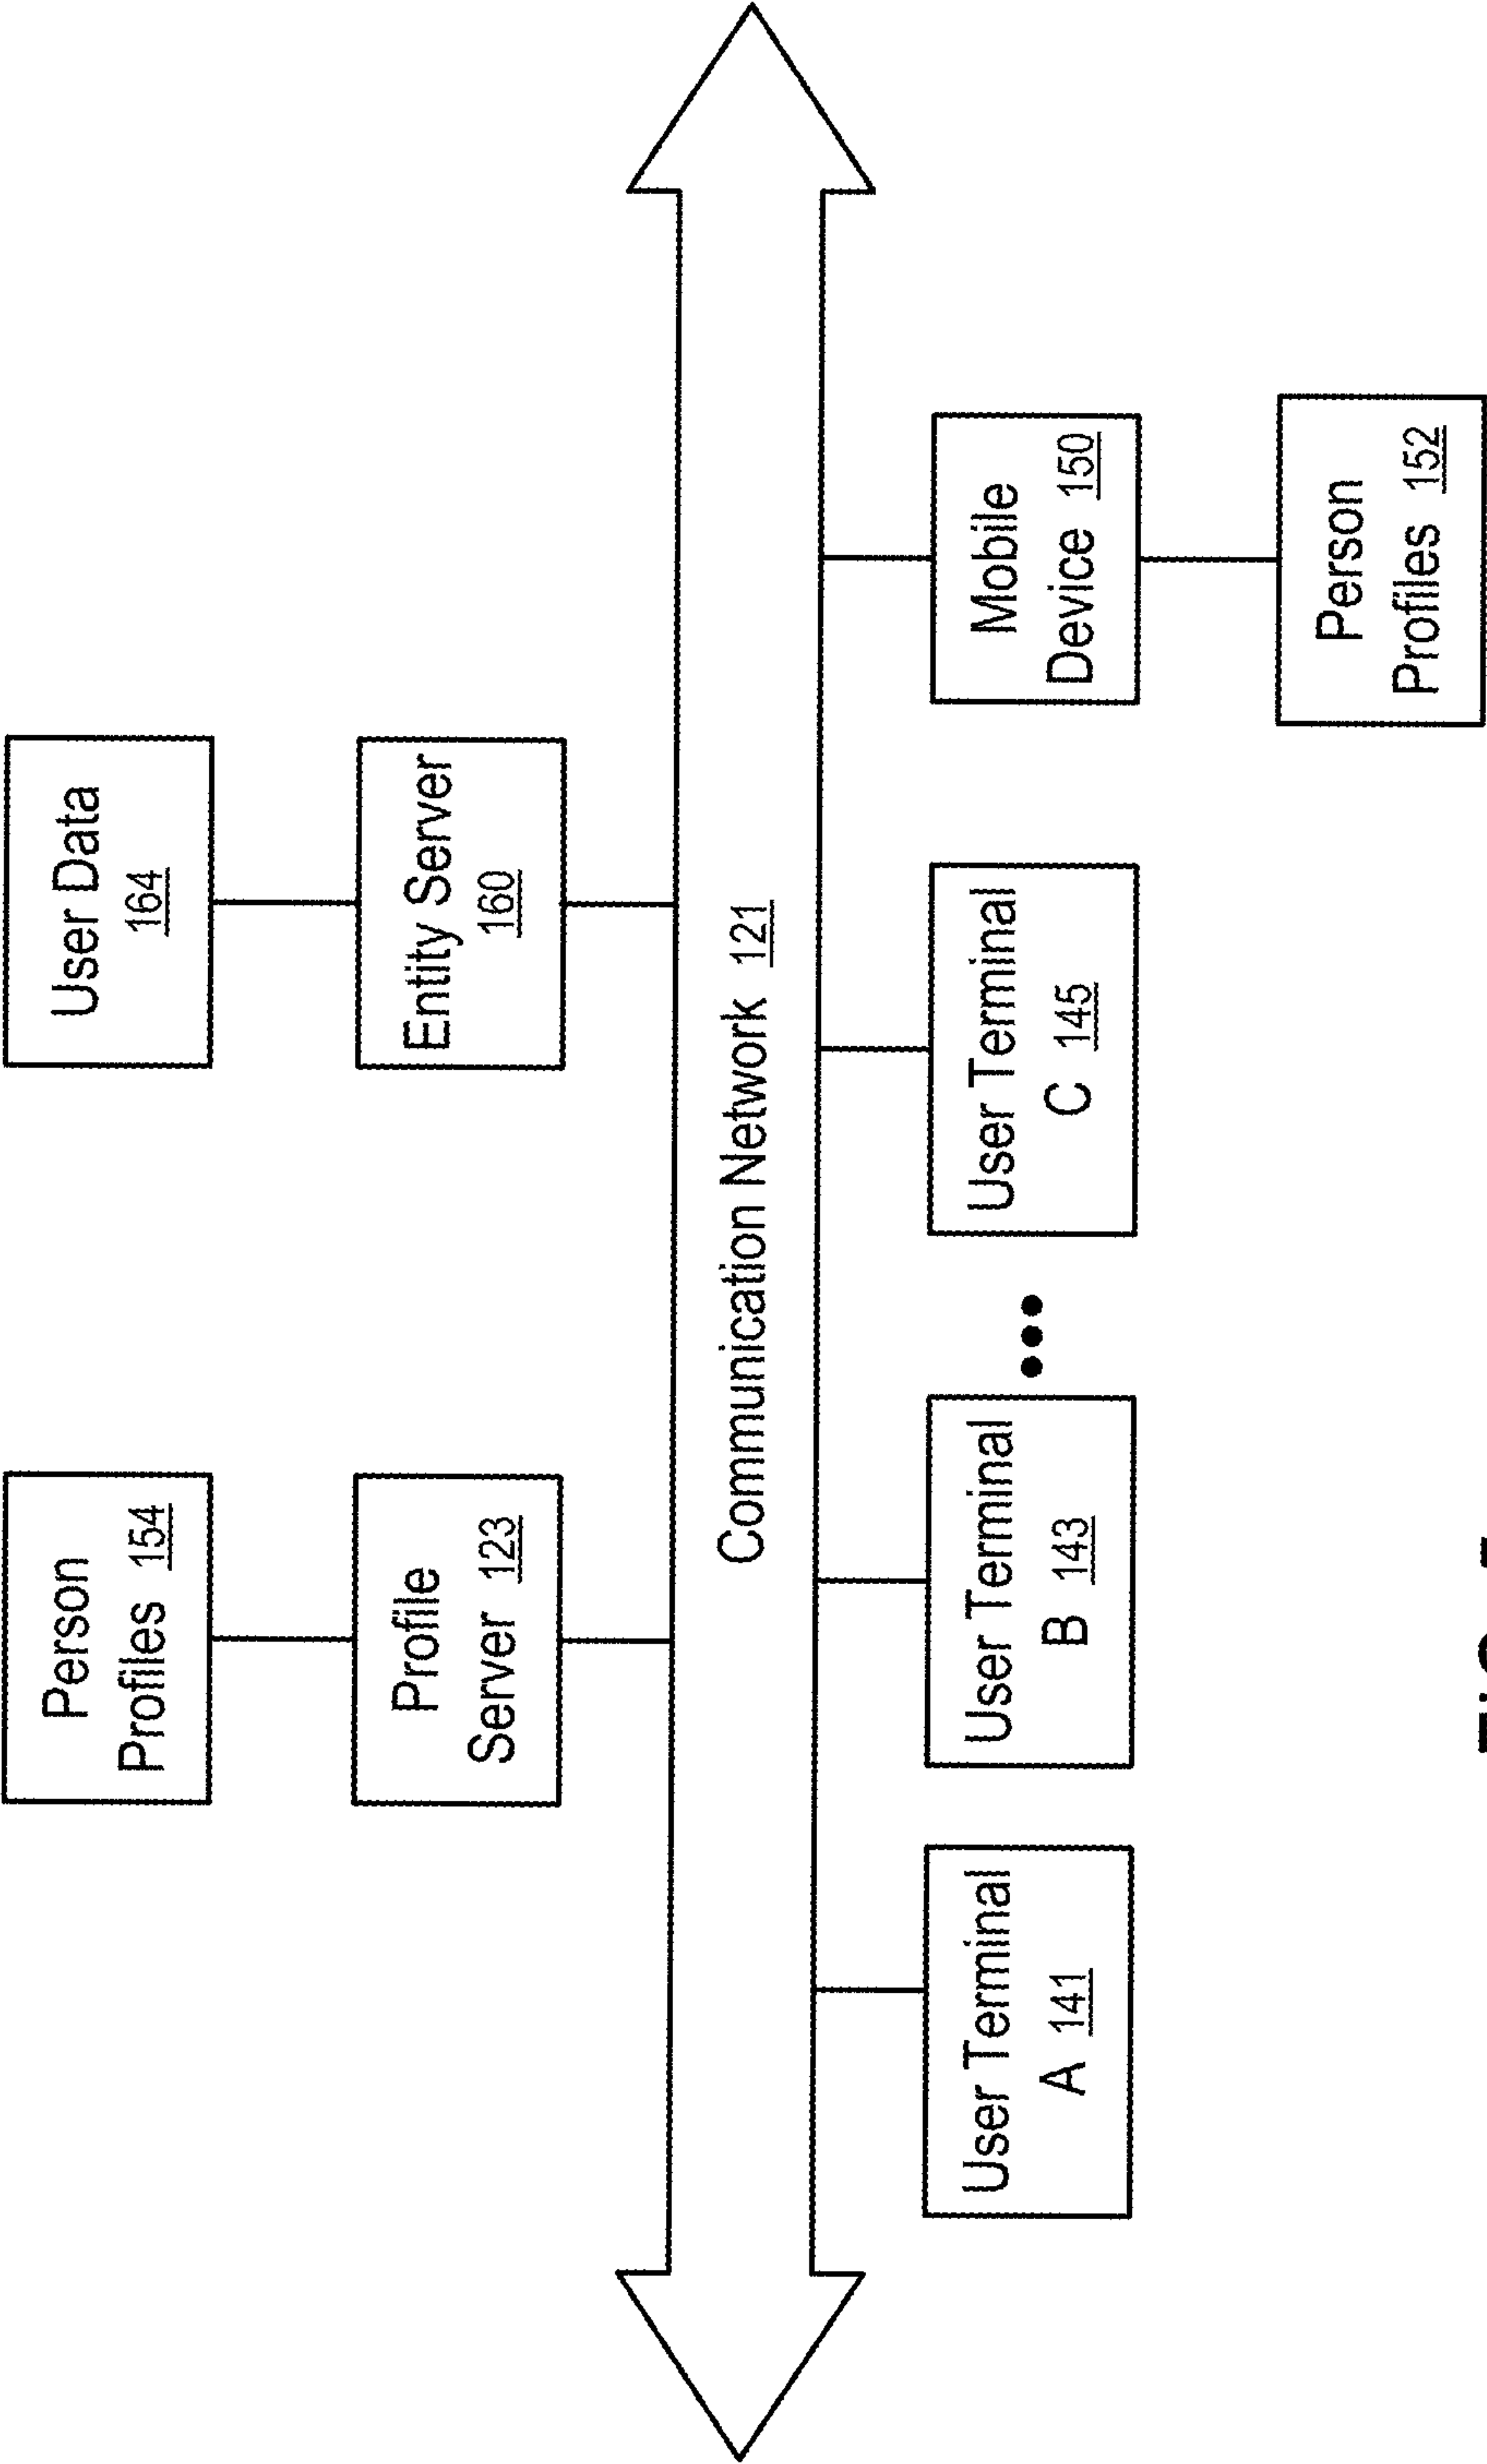 Person
Profiles 154
User Data
164
Profile
Server 123
Entity Server
160
Communication Network 121
User Terminal
A 141
User Terminal
B 143
User Terminal
C 145
Mobile
Device 150
Person
Profiles 152